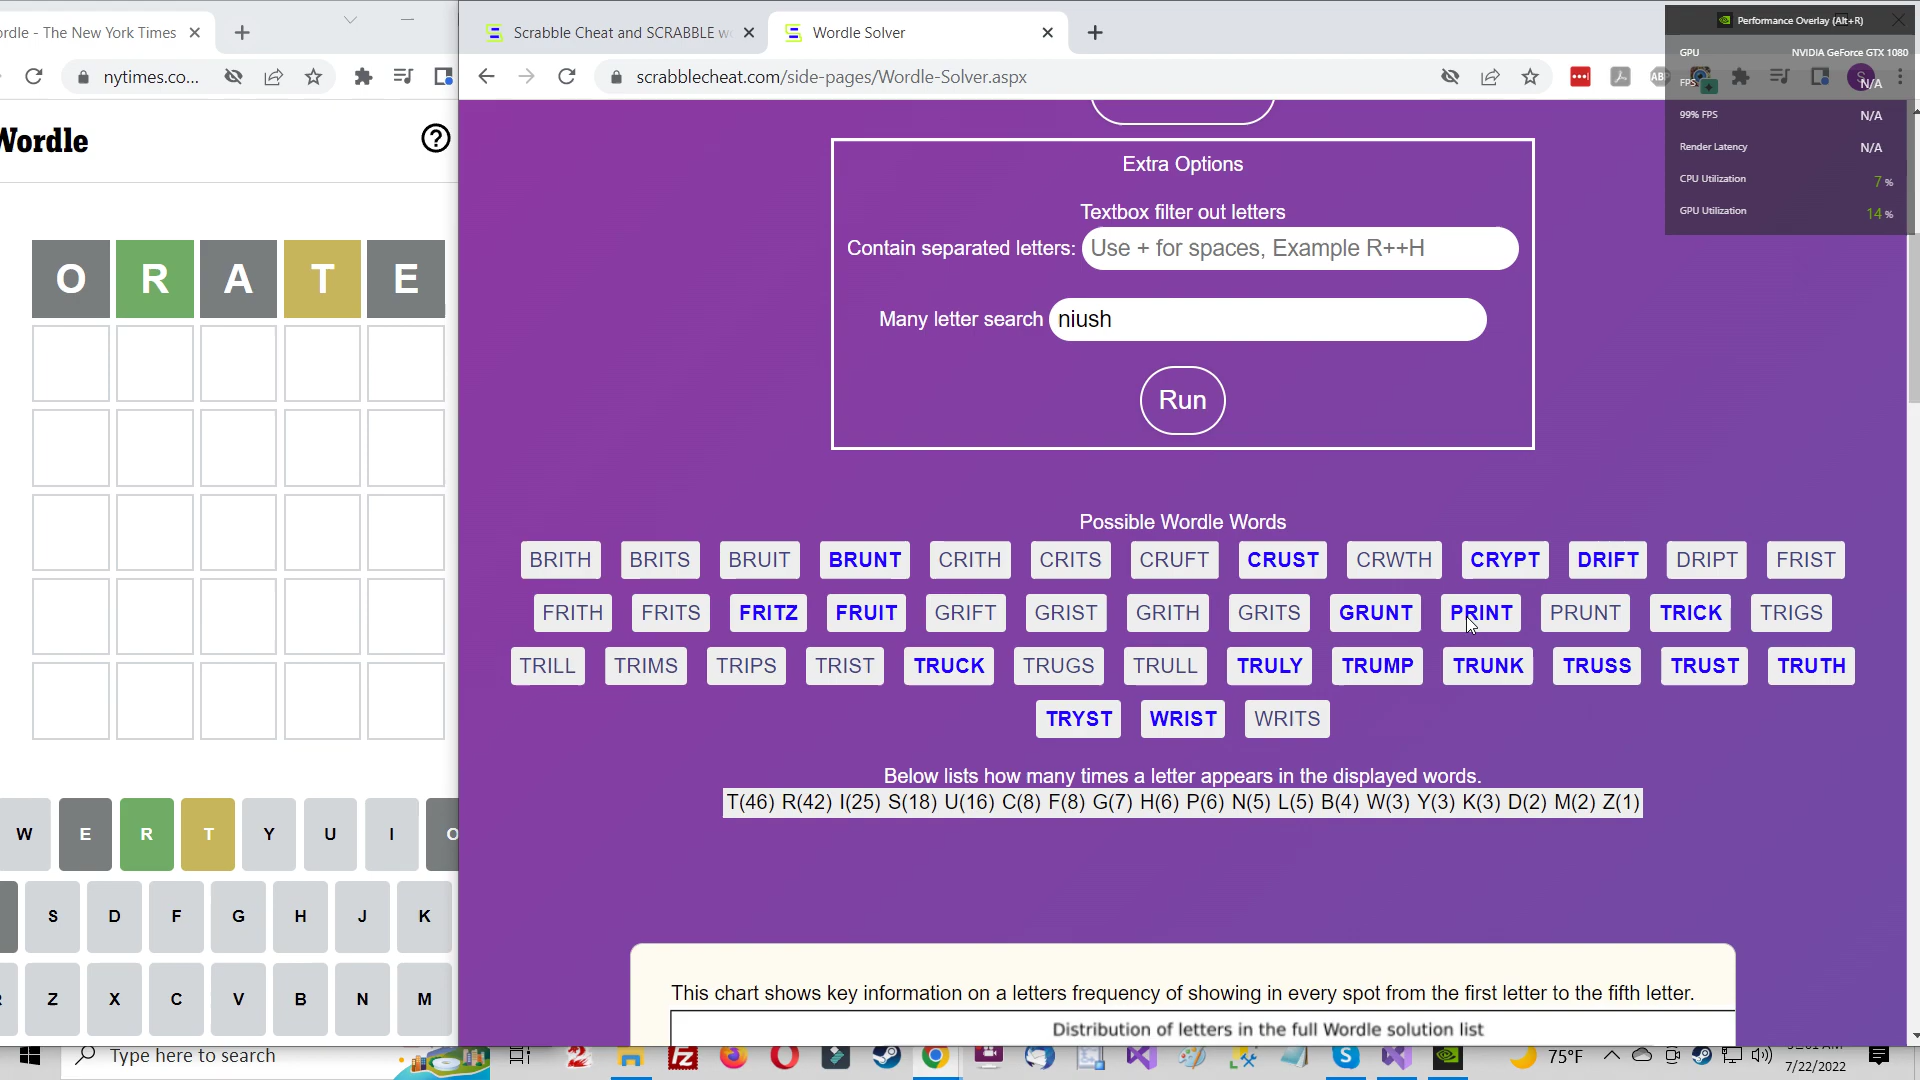 ordle - The New York Times
Scrabble Cheat and SCRABBLE w
Wordle Solver
Performance Overlay (Alt+R)
GPU NVIDIA GeForce GTX 1080
FPS N/A
99% FPS N/A
Render Latency N/A
CPU Utilization 7 %
GPU Utilization 14 %
nytimes.co...
scrabblecheat.com/side-pages/Wordle-Solver.aspx
Wordle
O R A T E
W E R T Y U I O
S D F G H J K
Z X C V B N M
Extra Options
Textbox filter out letters
Contain separated letters: Use + for spaces, Example R++H
Many letter search niush
Run
Possible Wordle Words
BRITH BRITS BRUIT BRUNT CRITH CRITS CRUFT CRUST CRWTH CRYPT DRIFT DRIPT FRIST
FRITH FRITS FRITZ FRUIT GRIFT GRIST GRITH GRITS GRUNT PRINT PRUNT TRICK TRIGS
TRILL TRIMS TRIPS TRIST TRUCK TRUGS TRULL TRULY TRUMP TRUNK TRUSS TRUST TRUTH
TRYST WRIST WRITS
Below lists how many times a letter appears in the displayed words.
T(46) R(42) I(25) S(18) U(16) C(8) F(8) G(7) H(6) P(6) N(5) L(5) B(4) W(3) Y(3) K(3) D(2) M(2) Z(1)
This chart shows key information on a letters frequency of showing in every spot from the first letter to the fifth letter.
Distribution of letters in the full Wordle solution list
Type here to search
75°F
7/22/2022